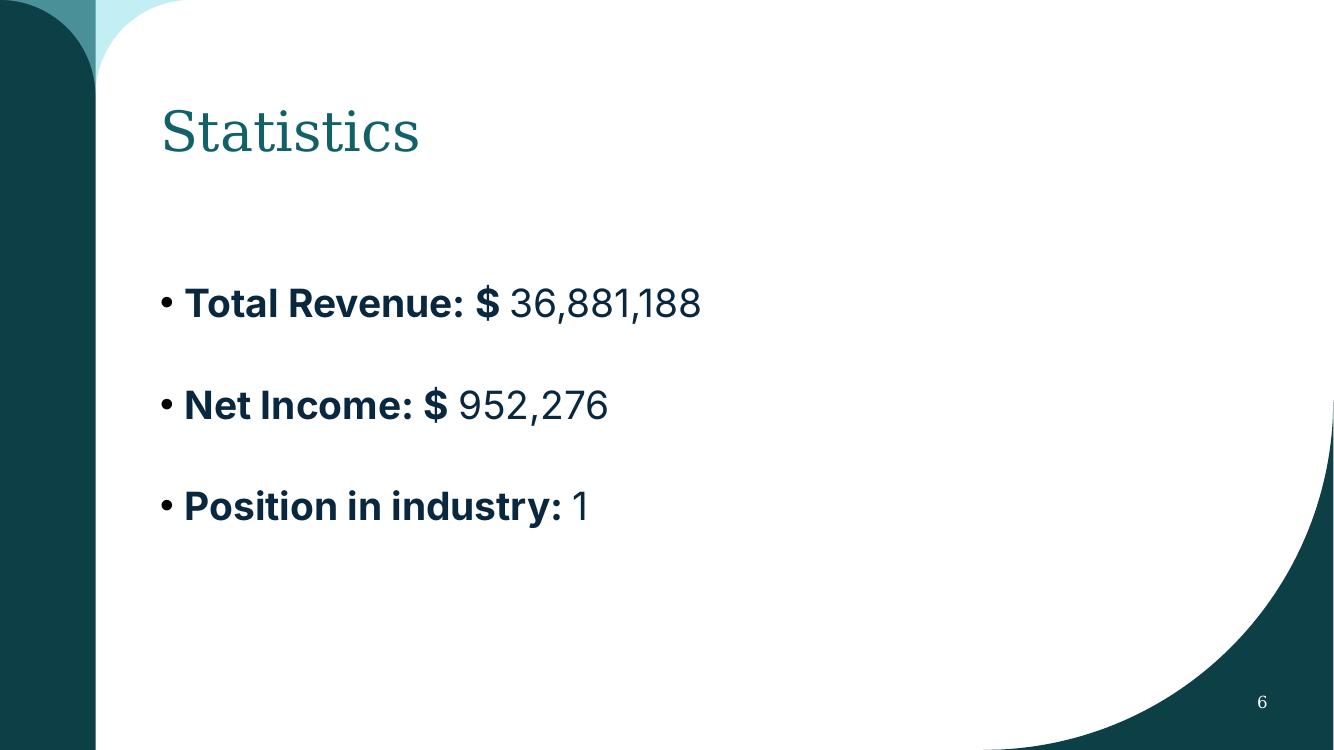 Statistics
• Total Revenue: $ 36,881,188
• Net Income: $ 952,276
• Position in industry: 1
6